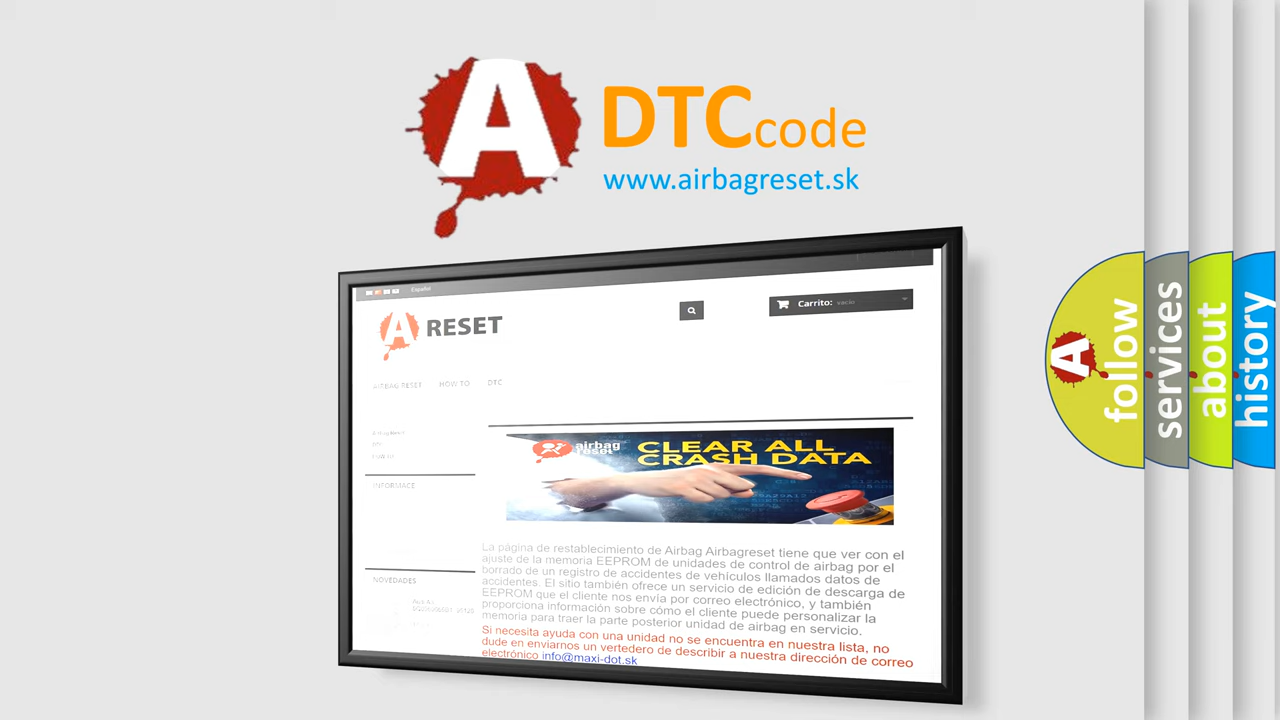 A
DTCcode
www.airbagreset.sk
Español
Carrito: vacío
A RESET
AIRBAG RESET HOW TO DTC
INFORMACE
NOVEDADES
airbag
reset
CLEAR ALL
CRASH DATA
La página de restablecimiento de Airbag Airbagreset tiene que ver con el
ajuste de la memoria EEPROM de unidades de control de airbag por el
borrado de un registro de accidentes de vehículos llamados datos de
accidentes. El sitio también ofrece un servicio de edición de descarga de
EEPROM que el cliente nos envía por correo electrónico, y también
proporciona información sobre cómo el cliente puede personalizar la
memoria para traer la parte posterior unidad de airbag en servicio.
Si necesita ayuda con una unidad no se encuentra en nuestra lista, no
dude en enviarnos un vertedero de describir a nuestra dirección de correo
electrónico info@maxi-dot.sk
A
follow
services
about
history